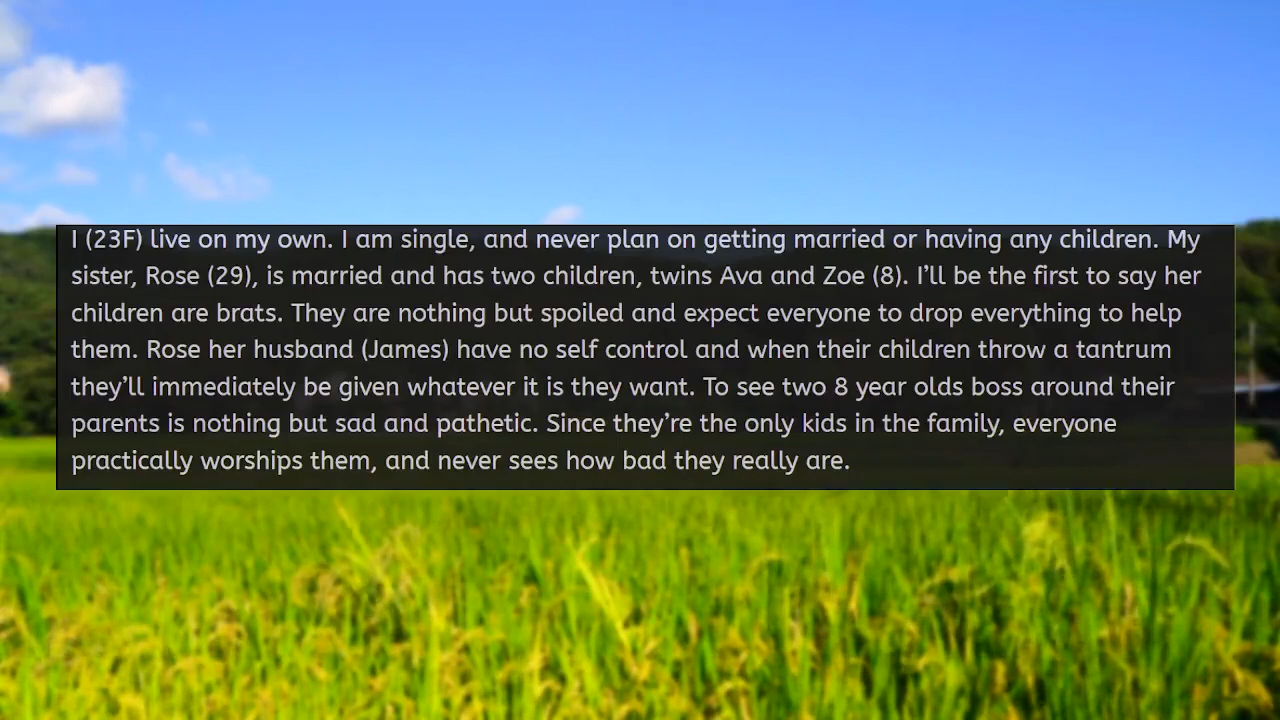 I (23F) live on my own. I am single, and never plan on getting married or having any children. My
sister, Rose (29), is married and has two children, twins Ava and Zoe (8). I’ll be the first to say her
children are brats. They are nothing but spoiled and expect everyone to drop everything to help
them. Rose her husband (James) have no self control and when their children throw a tantrum
they’ll immediately be given whatever it is they want. To see two 8 year olds boss around their
parents is nothing but sad and pathetic. Since they’re the only kids in the family, everyone
practically worships them, and never sees how bad they really are.